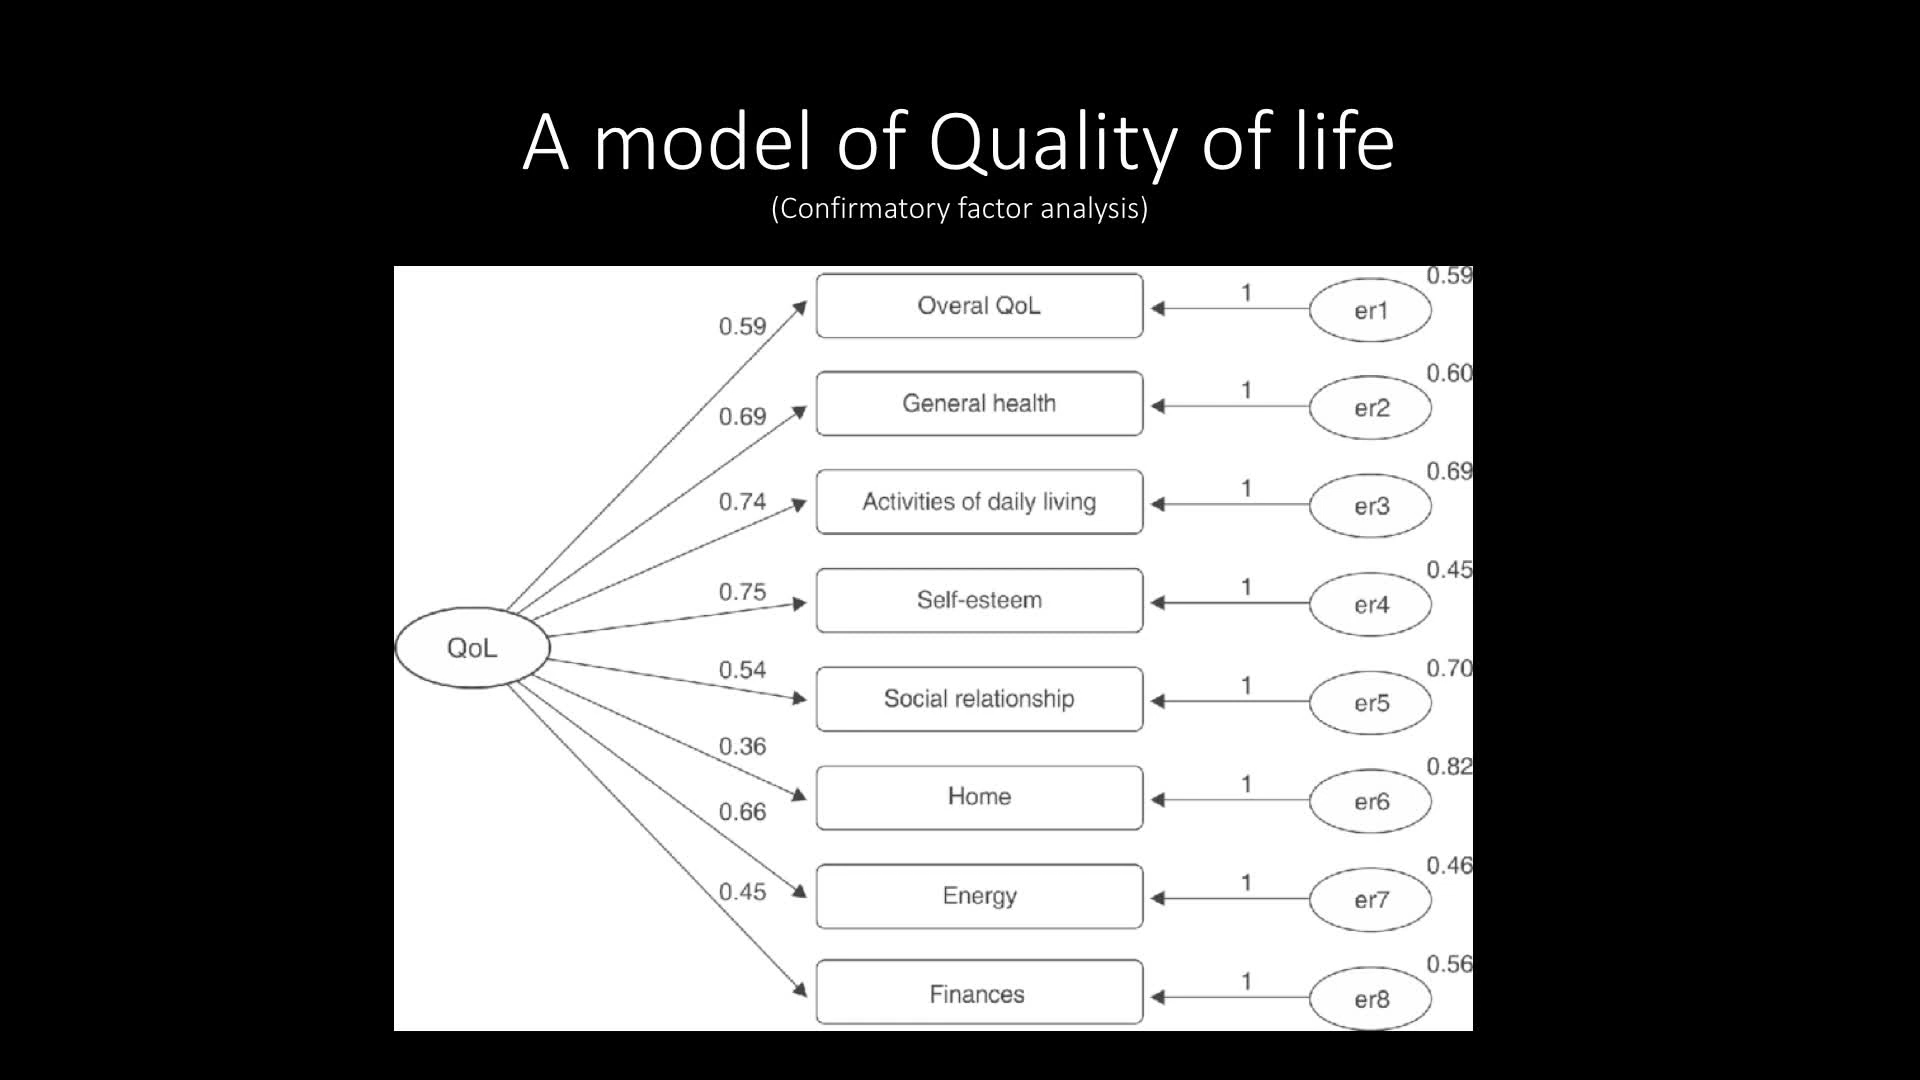 A model of Quality of life
(Confirmatory factor analysis)
0.59
Overal QoL
1
er1
0.59
0.69
General health
1
er2
0.60
0.74
Activities of daily living
1
er3
0.69
0.75
Self-esteem
1
er4
0.45
QoL
0.54
Social relationship
1
er5
0.70
0.36
Home
1
er6
0.82
0.66
Energy
1
er7
0.46
0.45
Finances
1
er8
0.56